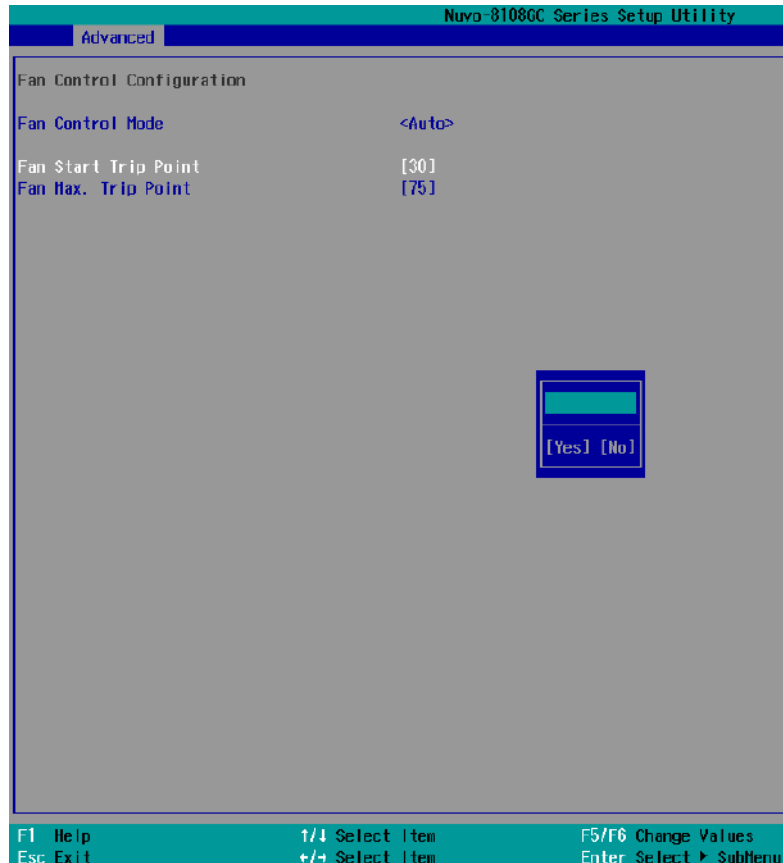 Nuvo-8108GC Series Setup Utility
Advanced
Fan Control Configuration
Fan Control Mode <Auto>
Fan Start Trip Point [30]
Fan Max. Trip Point [75]
[Yes] [No]
F1 Help ↑/↓ Select Item F5/F6 Change Values
Esc Exit ←/→ Select Item Enter Select ▶ SubMenu